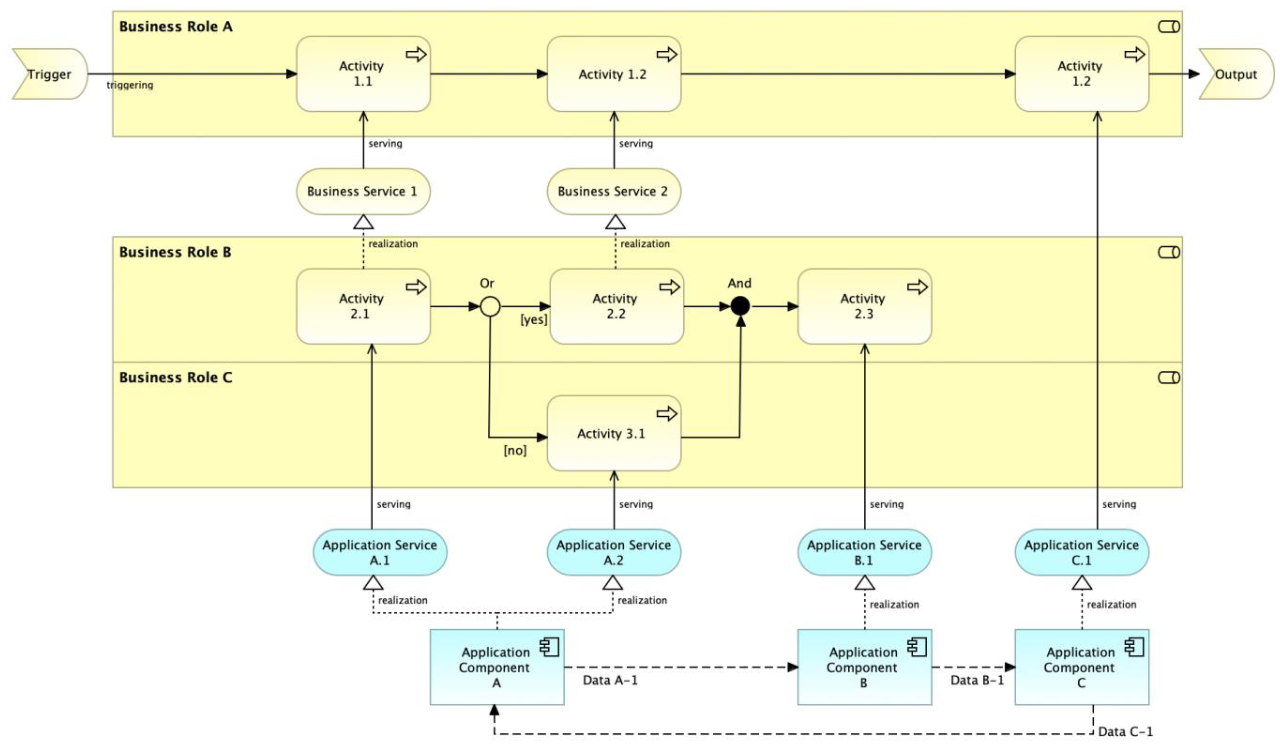 Business Role A
Trigger
triggering
Activity
1.1
Activity 1.2
Activity
1.2
Output
serving
serving
Business Service 1
Business Service 2
realization
realization
Business Role B
Activity
2.1
Or
[yes]
Activity
2.2
And
Activity
2.3
Business Role C
[no]
Activity 3.1
serving
serving
serving
serving
Application Service
A.1
Application Service
A.2
Application Service
B.1
Application Service
C.1
realization
realization
realization
realization
Application
Component
A
Data A-1
Application
Component
B
Data B-1
Application
Component
C
Data C-1